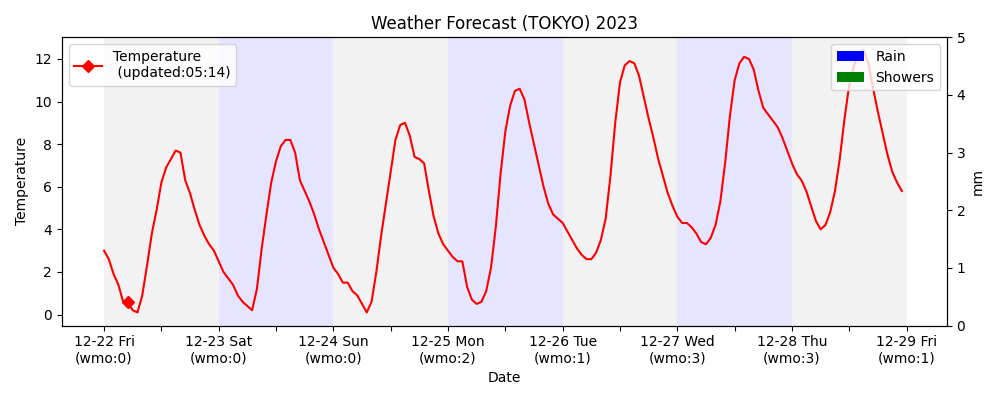 Weather Forecast (TOKYO) 2023
Temperature
(updated:05:14)
Rain
Showers
12
10
8
6
4
2
0
Temperature
5
4
3
2
1
0
mm
12-22 Fri
(wmo:0)
12-23 Sat
(wmo:0)
12-24 Sun
(wmo:0)
12-25 Mon
(wmo:2)
12-26 Tue
(wmo:1)
12-27 Wed
(wmo:3)
12-28 Thu
(wmo:3)
12-29 Fri
(wmo:1)
Date